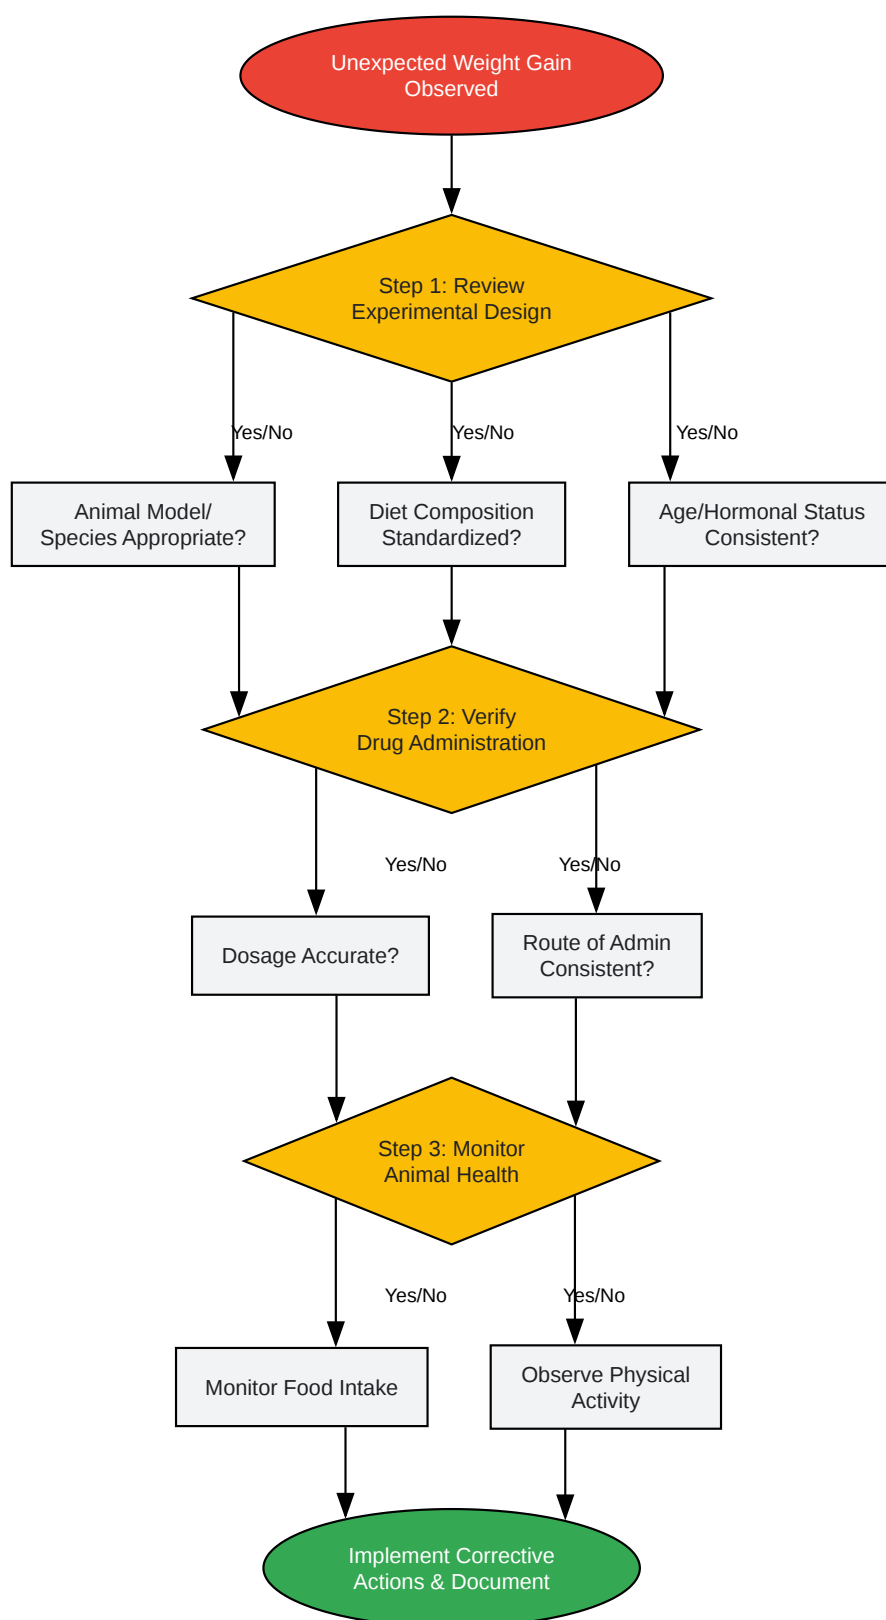 Unexpected Weight Gain
Observed
Step 1: Review
Experimental Design
Yes/No
Yes/No
Yes/No
Animal Model/
Species Appropriate?
Diet Composition
Standardized?
Age/Hormonal Status
Consistent?
Step 2: Verify
Drug Administration
Yes/No
Yes/No
Dosage Accurate?
Route of Admin
Consistent?
Step 3: Monitor
Animal Health
Yes/No
Yes/No
Monitor Food Intake
Observe Physical
Activity
Implement Corrective
Actions & Document